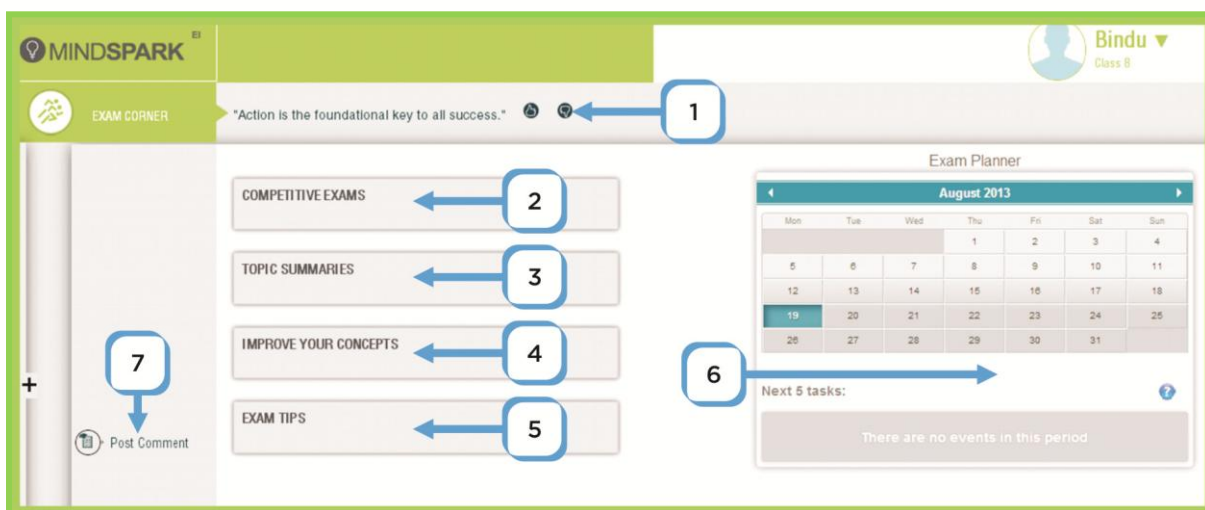 EI
MINDSPARK
Bindu ▼
Class 8
EXAM CORNER
"Action is the foundational key to all success."
1
Exam Planner
COMPETITIVE EXAMS
2
August 2013
Mon Tue Wed Thu Fri Sat Sun
1 2 3 4
TOPIC SUMMARIES
3
5 6 7 8 9 10 11
12 13 14 15 16 17 18
19 20 21 22 23 24 25
26 27 28 29 30 31
IMPROVE YOUR CONCEPTS
4
7
6
+
Next 5 tasks:
?
EXAM TIPS
5
There are no events in this period
Post Comment